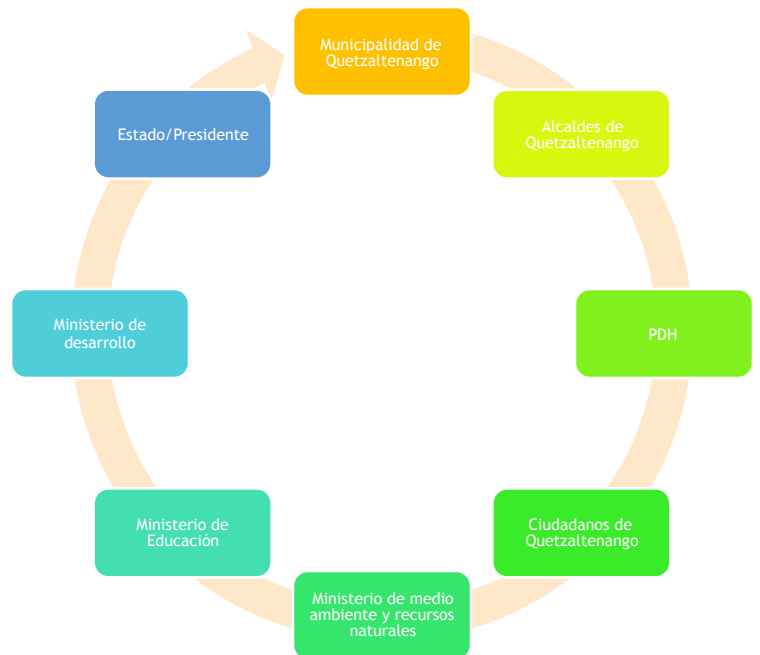 Municipalidad de
Quetzaltenango
Alcaldes de
Quetzaltenango
PDH
Ciudadanos de
Quetzaltenango
Ministerio de medio
ambiente y recursos
naturales
Ministerio de
Educación
Ministerio de
desarrollo
Estado/Presidente